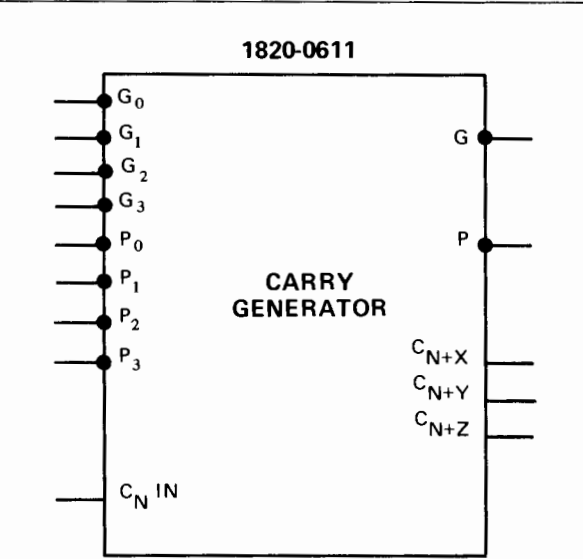 1820-0611
G0
G1
G2
G3
P0
P1
P2
P3
CN IN
CARRY
GENERATOR
G
P
CN+X
CN+Y
CN+Z